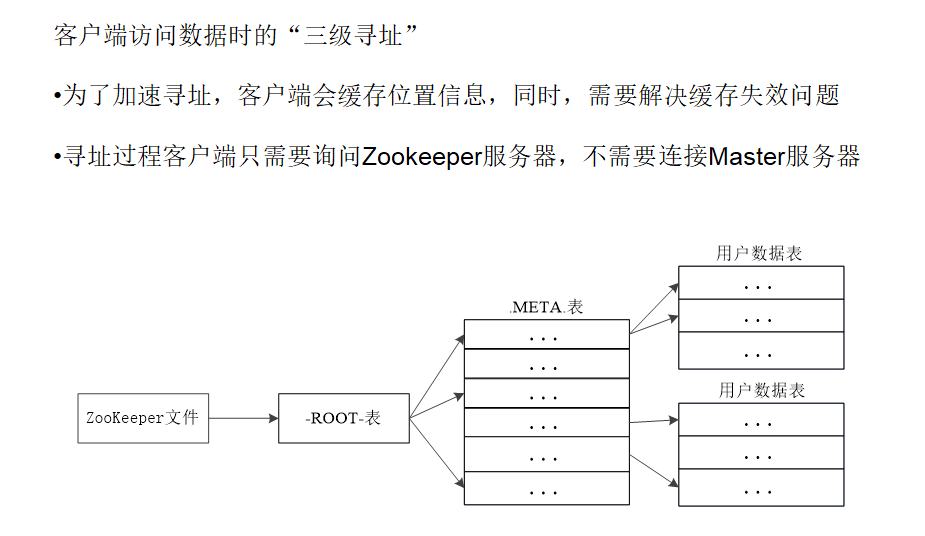 客户端访问数据时的“三级寻址”
•为了加速寻址，客户端会缓存位置信息，同时，需要解决缓存失效问题
•寻址过程客户端只需要询问Zookeeper服务器，不需要连接Master服务器
ZooKeeper文件
-ROOT-表
.META.表
...
...
...
...
...
...
用户数据表
...
...
...
用户数据表
...
...
...